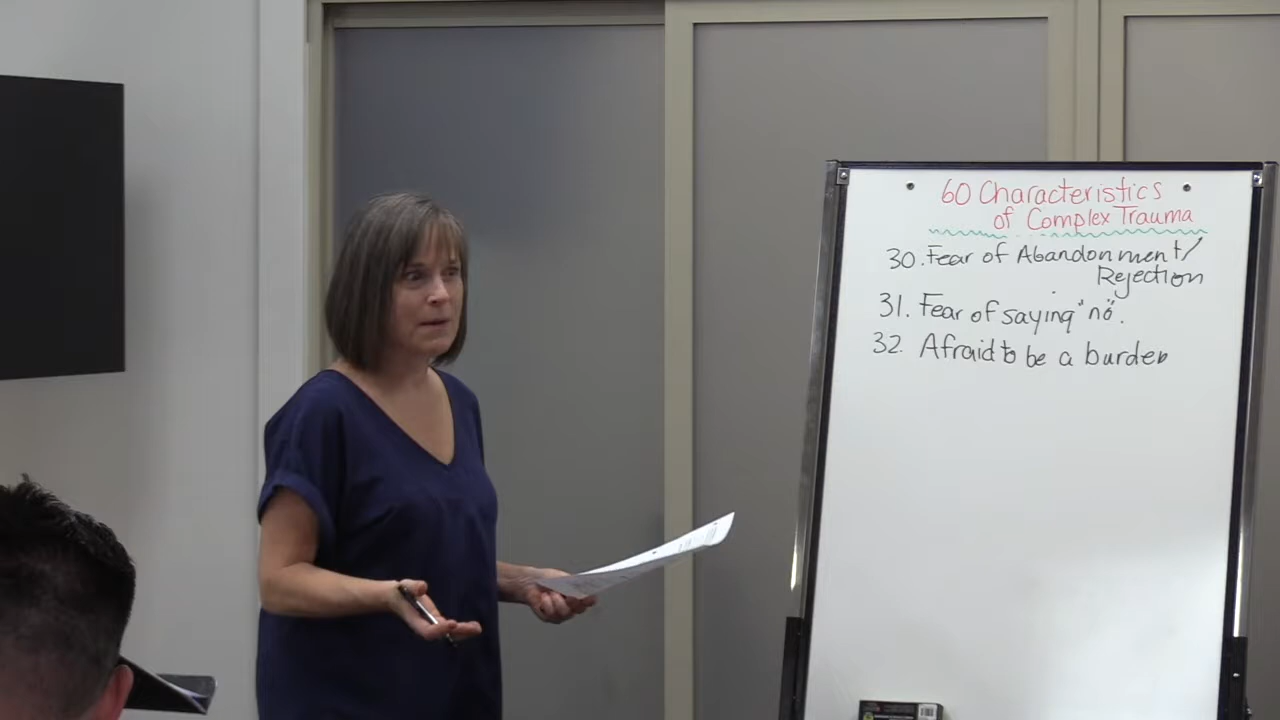 60 Characteristics
of Complex Trauma
30. Fear of Abandonment/
Rejection
31. Fear of saying "no".
32. Afraid to be a burden